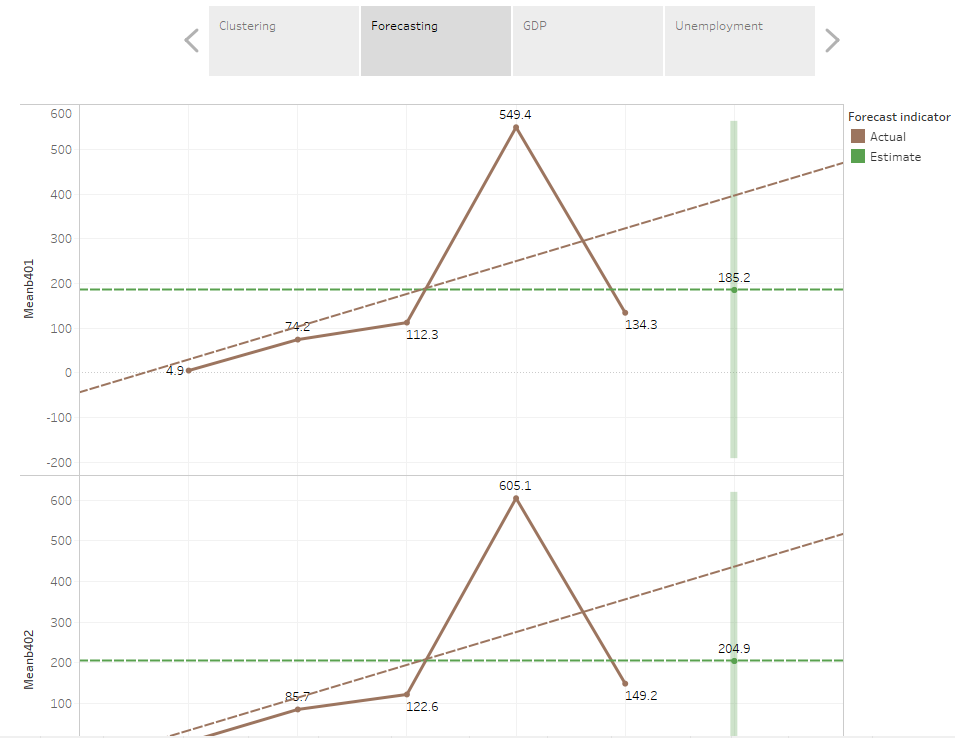 Clustering
Forecasting
GDP
Unemployment
Forecast indicator
Actual
Estimate
Meanb401
600
500
400
300
200
100
0
-100
-200
549.4
185.2
74.2
112.3
134.3
4.9
Meanb402
600
500
400
300
200
100
605.1
204.9
85.7
122.6
149.2